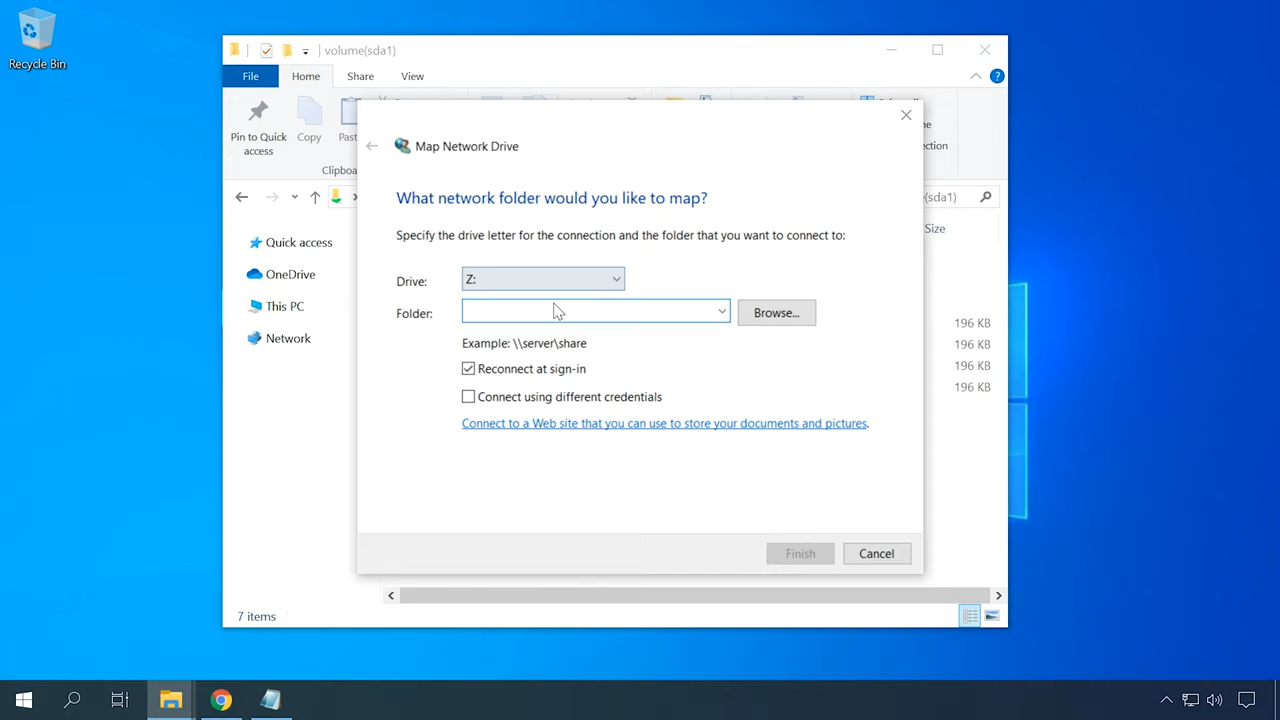 Recycle Bin
volume(sda1)
File
Home
Share
View
Pin to Quick
access
Copy
Clipboa
Map Network Drive
What network folder would you like to map?
Specify the drive letter for the connection and the folder that you want to connect to:
Drive:
Z:
Folder:
Browse...
Example: \\server\share
Reconnect at sign-in
Connect using different credentials
Connect to a Web site that you can use to store your documents and pictures.
Finish
Cancel
Quick access
OneDrive
This PC
Network
(sda1)
Size
196 KB
196 KB
196 KB
196 KB
7 items